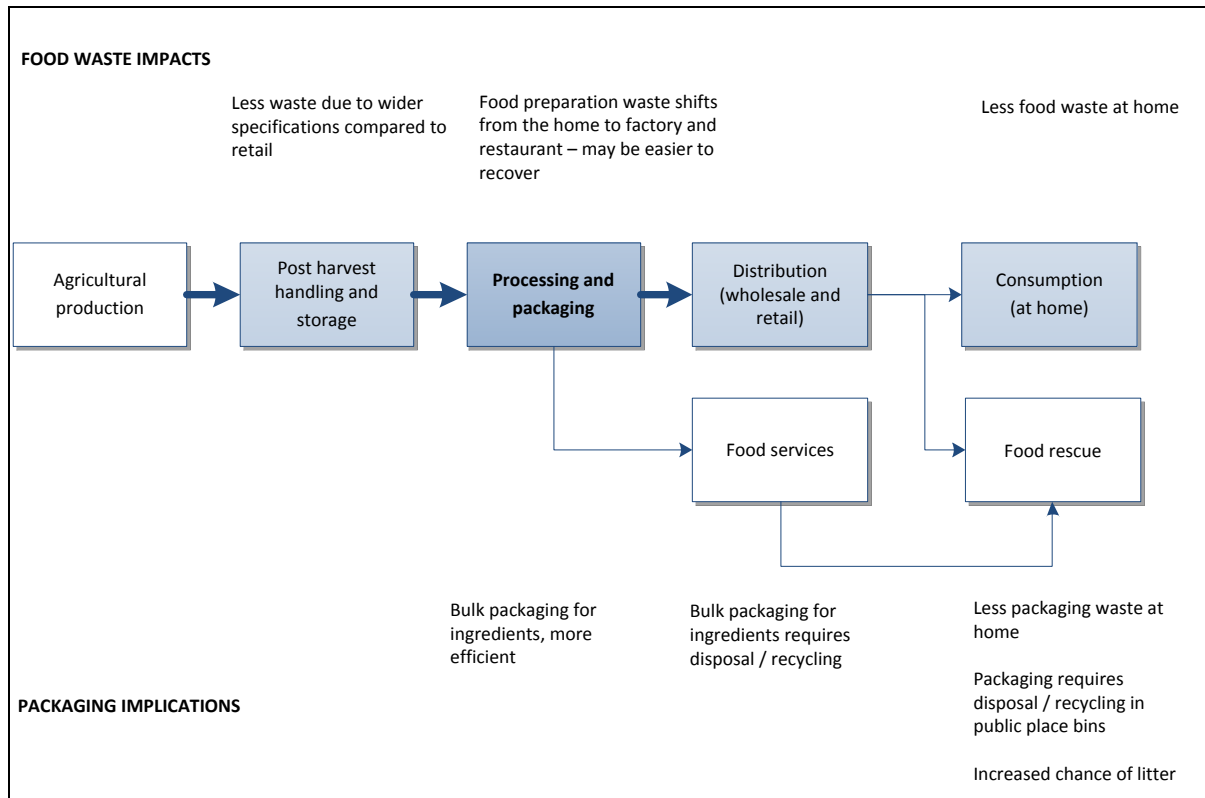 FOOD WASTE IMPACTS
Less waste due to wider
specifications compared to
retail
Food preparation waste shifts
from the home to factory and
restaurant – may be easier to
recover
Less food waste at home
Agricultural
production
Post harvest
handling and
storage
Processing and
packaging
Distribution
(wholesale and
retail)
Consumption
(at home)
Food services
Food rescue
Bulk packaging for
ingredients, more
efficient
Bulk packaging for
ingredients requires
disposal / recycling
Less packaging waste at
home
Packaging requires
disposal / recycling in
public place bins
Increased chance of litter
PACKAGING IMPLICATIONS